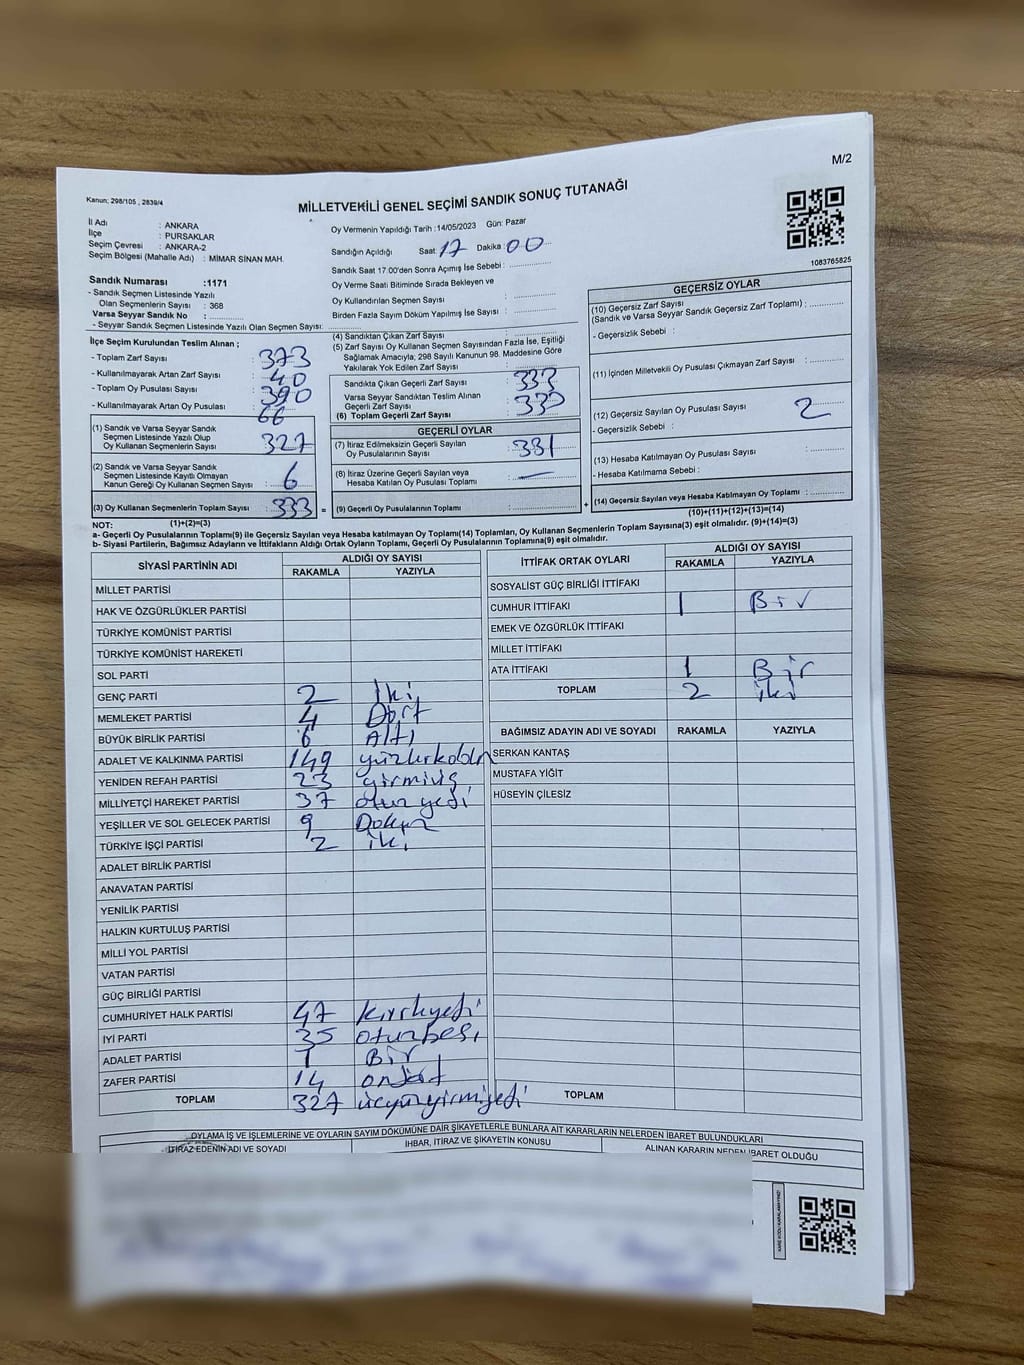 M/2
Kanun; 298/105 , 2839/4
MİLLETVEKİLİ GENEL SEÇİMİ SANDIK SONUÇ TUTANAĞI
İl Adı : ANKARA
İlçe : PURSAKLAR
Seçim Çevresi : ANKARA-2
Seçim Bölgesi (Mahalle Adı) : MİMAR SİNAN MAH.
Sandık Numarası :1171
- Sandık Seçmen Listesinde Yazılı
Olan Seçmenlerin Sayısı : 368
Varsa Seyyar Sandık No :
- Seyyar Sandık Seçmen Listesinde Yazılı Olan Seçmen Sayısı:
Oy Vermenin Yapıldığı Tarih :14/05/2023 Gün: Pazar
Sandığın Açıldığı Saat: 17 Dakika: 00
Sandık Saat 17.00'den Sonra Açımış İse Sebebi :
Oy Verme Saati Bitiminde Sırada Bekleyen ve
Oy Kullandırılan Seçmen Sayısı :
Birden Fazla Sayım Döküm Yapılmış İse Sayısı :
1083765825
İlçe Seçim Kurulundan Teslim Alınan ;
- Toplam Zarf Sayısı : 373
- Kullanılmayarak Artan Zarf Sayısı : 40
- Toplam Oy Pusulası Sayısı : 390
- Kullanılmayarak Artan Oy Pusulası : 66
(1) Sandık ve Varsa Seyyar Sandık
Seçmen Listesinde Yazılı Olup
Oy Kullanan Seçmenlerin Sayısı : 327
(2) Sandık ve Varsa Seyyar Sandık
Seçmen Listesinde Kayıtlı Olmayan
Kanun Gereği Oy Kullanan Seçmen Sayısı : 6
(3) Oy Kullanan Seçmenlerin Toplam Sayısı : 333 =
(1)+(2)=(3)
(4) Sandıktan Çıkan Zarf Sayısı :
(5) Zarf Sayısı Oy Kullanan Seçmen Sayısından Fazla İse, Eşitliği
Sağlamak Amacıyla; 298 Sayılı Kanunun 98. Maddesine Göre
Yakılarak Yok Edilen Zarf Sayısı :
Sandıkta Çıkan Geçerli Zarf Sayısı : 333
Varsa Seyyar Sandıktan Teslim Alınan
Geçerli Zarf Sayısı :
(6) Toplam Geçerli Zarf Sayısı : 333
GEÇERLİ OYLAR
(7) İtiraz Edilmeksizin Geçerli Sayılan
Oy Pusulalarının Sayısı : 331
(8) İtiraz Üzerine Geçerli Sayılan veya
Hesaba Katılan Oy Pusulası Toplamı : —
(9) Geçerli Oy Pusulalarının Toplamı : +
GEÇERSİZ OYLAR
(10) Geçersiz Zarf Sayısı
(Sandık ve Varsa Seyyar Sandık Geçersiz Zarf Toplamı) :
- Geçersizlik Sebebi :
(11) İçinden Milletvekili Oy Pusulası Çıkmayan Zarf Sayısı :
(12) Geçersiz Sayılan Oy Pusulası Sayısı : 2
- Geçersizlik Sebebi :
(13) Hesaba Katılmayan Oy Pusulası Sayısı :
- Hesaba Katılmama Sebebi :
(14) Geçersiz Sayılan veya Hesaba Katılmayan Oy Toplamı :
(10)+(11)+(12)+(13)=(14)
NOT:
a- Geçerli Oy Pusulalarının Toplamı(9) ile Geçersiz Sayılan veya Hesaba katılmayan Oy Toplamı(14) Toplamları, Oy Kullanan Seçmenlerin Toplam Sayısına(3) eşit olmalıdır. (9)+(14)=(3)
b- Siyasi Partilerin, Bağımsız Adayların ve İttifakların Aldığı Ortak Oyların Toplamı, Geçerli Oy Pusulalarının Toplamına(9) eşit olmalıdır.
SİYASİ PARTİNİN ADI ALDIĞI OY SAYISI
RAKAMLA YAZIYLA
MİLLET PARTİSİ
HAK VE ÖZGÜRLÜKLER PARTİSİ
TÜRKİYE KOMÜNİST PARTİSİ
TÜRKİYE KOMÜNİST HAREKETİ
SOL PARTİ
GENÇ PARTİ 2 İki
MEMLEKET PARTİSİ 4 Dört
BÜYÜK BİRLİK PARTİSİ 6 Altı
ADALET VE KALKINMA PARTİSİ 149
YENİDEN REFAH PARTİSİ 23 yirmiüç
MİLLİYETÇİ HAREKET PARTİSİ 37 otuz yedi
YEŞİLLER VE SOL GELECEK PARTİSİ 9 Dokuz
TÜRKİYE İŞÇİ PARTİSİ 2 iki
ADALET BİRLİK PARTİSİ
ANAVATAN PARTİSİ
YENİLİK PARTİSİ
HALKIN KURTULUŞ PARTİSİ
MİLLİ YOL PARTİSİ
VATAN PARTİSİ
GÜÇ BİRLİĞİ PARTİSİ
CUMHURİYET HALK PARTİSİ 47 kırkyedi
İYİ PARTİ 35 otuzbeş
ADALET PARTİSİ 1 Bir
ZAFER PARTİSİ 14 ondört
TOPLAM 327 üçyüzyirmiyedi
İTTİFAK ORTAK OYLARI ALDIĞI OY SAYISI
RAKAMLA YAZIYLA
SOSYALİST GÜÇ BİRLİĞİ İTTİFAKI
CUMHUR İTTİFAKI 1 Bir
EMEK VE ÖZGÜRLÜK İTTİFAKI
MİLLET İTTİFAKI
ATA İTTİFAKI 1 Bir
TOPLAM 2 iki
BAĞIMSIZ ADAYIN ADI VE SOYADI RAKAMLA YAZIYLA
SERKAN KANTAŞ
MUSTAFA YİĞİT
HÜSEYİN ÇİLESİZ
TOPLAM
OYLAMA İŞ VE İŞLEMLERİNE VE OYLARIN SAYIM DÖKÜMÜNE DAİR ŞİKAYETLERLE BUNLARA AİT KARARLARIN NELERDEN İBARET BULUNDUKLARI
İTİRAZ EDENİN ADI VE SOYADI İHBAR, İTİRAZ VE ŞİKAYETİN KONUSU ALINAN KARARIN NEDEN İBARET OLDUĞU
KARE KODU KARALAMAYINIZ!